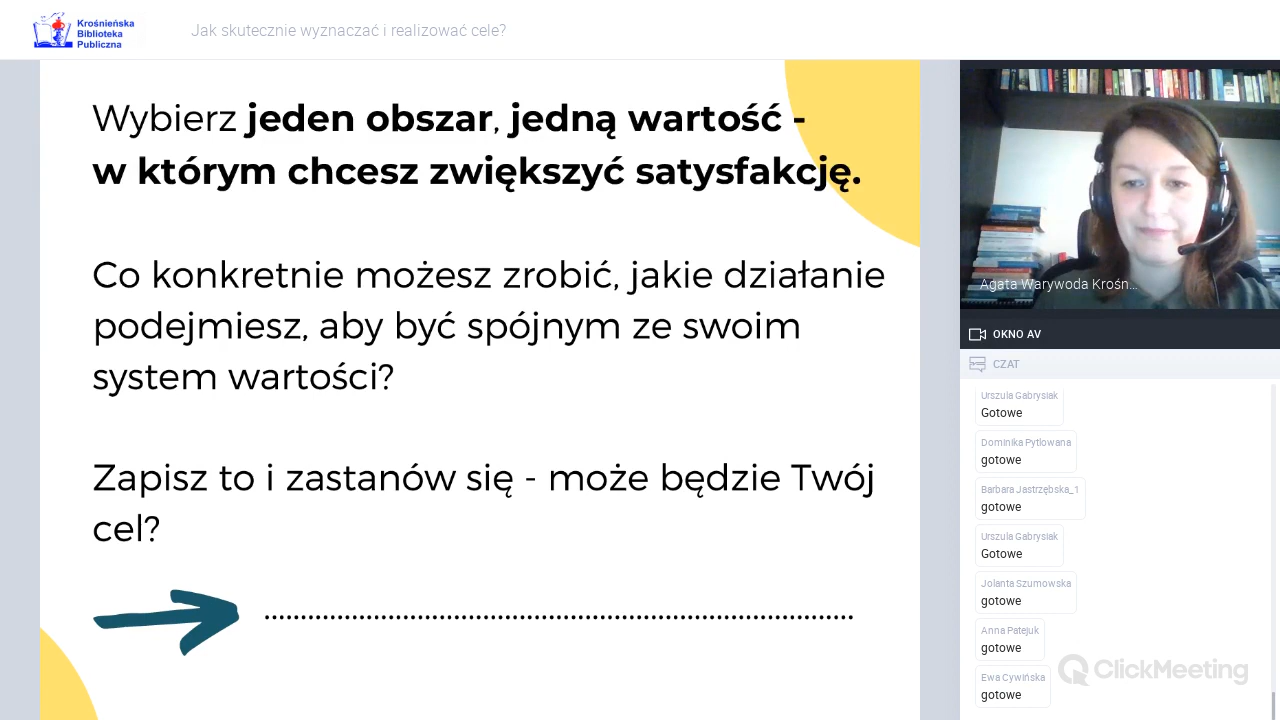 Krośnieńska
Biblioteka
Publiczna
Jak skutecznie wyznaczać i realizować cele?
Wybierz jeden obszar, jedną wartość -
w którym chcesz zwiększyć satysfakcję.
Co konkretnie możesz zrobić, jakie działanie
podejmiesz, aby być spójnym ze swoim
system wartości?
Zapisz to i zastanów się - może będzie Twój
cel?
Agata Warywoda Krośn...
OKNO AV
CZAT
Urszula Gabrysiak
Gotowe
Dominika Pytlowana
gotowe
Barbara Jastrzębska_1
gotowe
Urszula Gabrysiak
Gotowe
Jolanta Szumowska
gotowe
Anna Patejuk
gotowe
Ewa Cywińska
gotowe
ClickMeeting